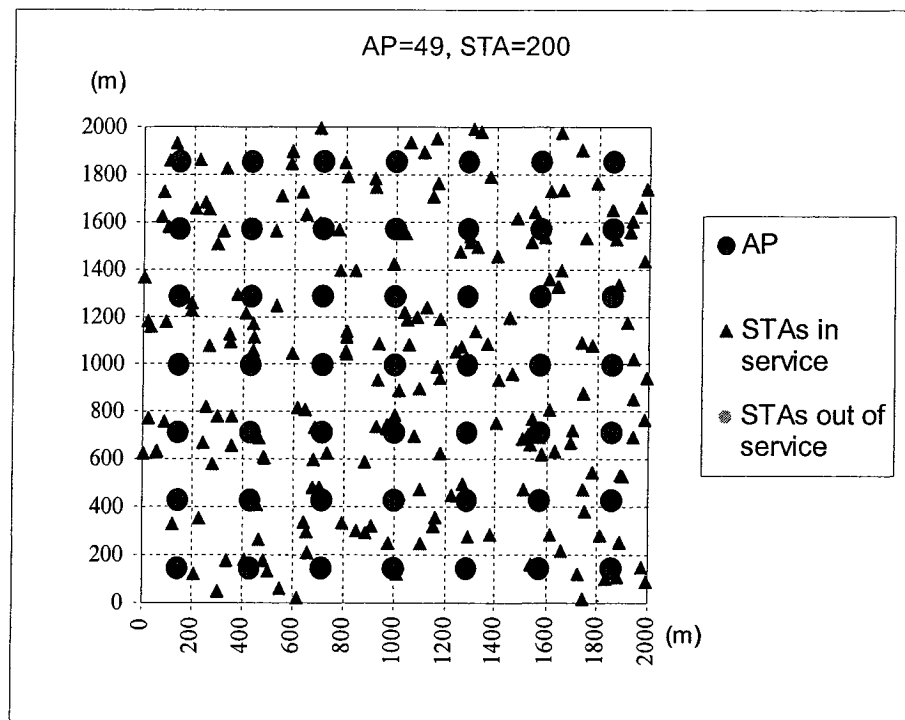 AP=49, STA=200
(m)
2000
1800
1600
1400
1200
1000
800
600
400
200
0
0 200 400 600 800 1000 1200 1400 1600 1800 2000 (m)
AP
STAs in
service
STAs out of
service